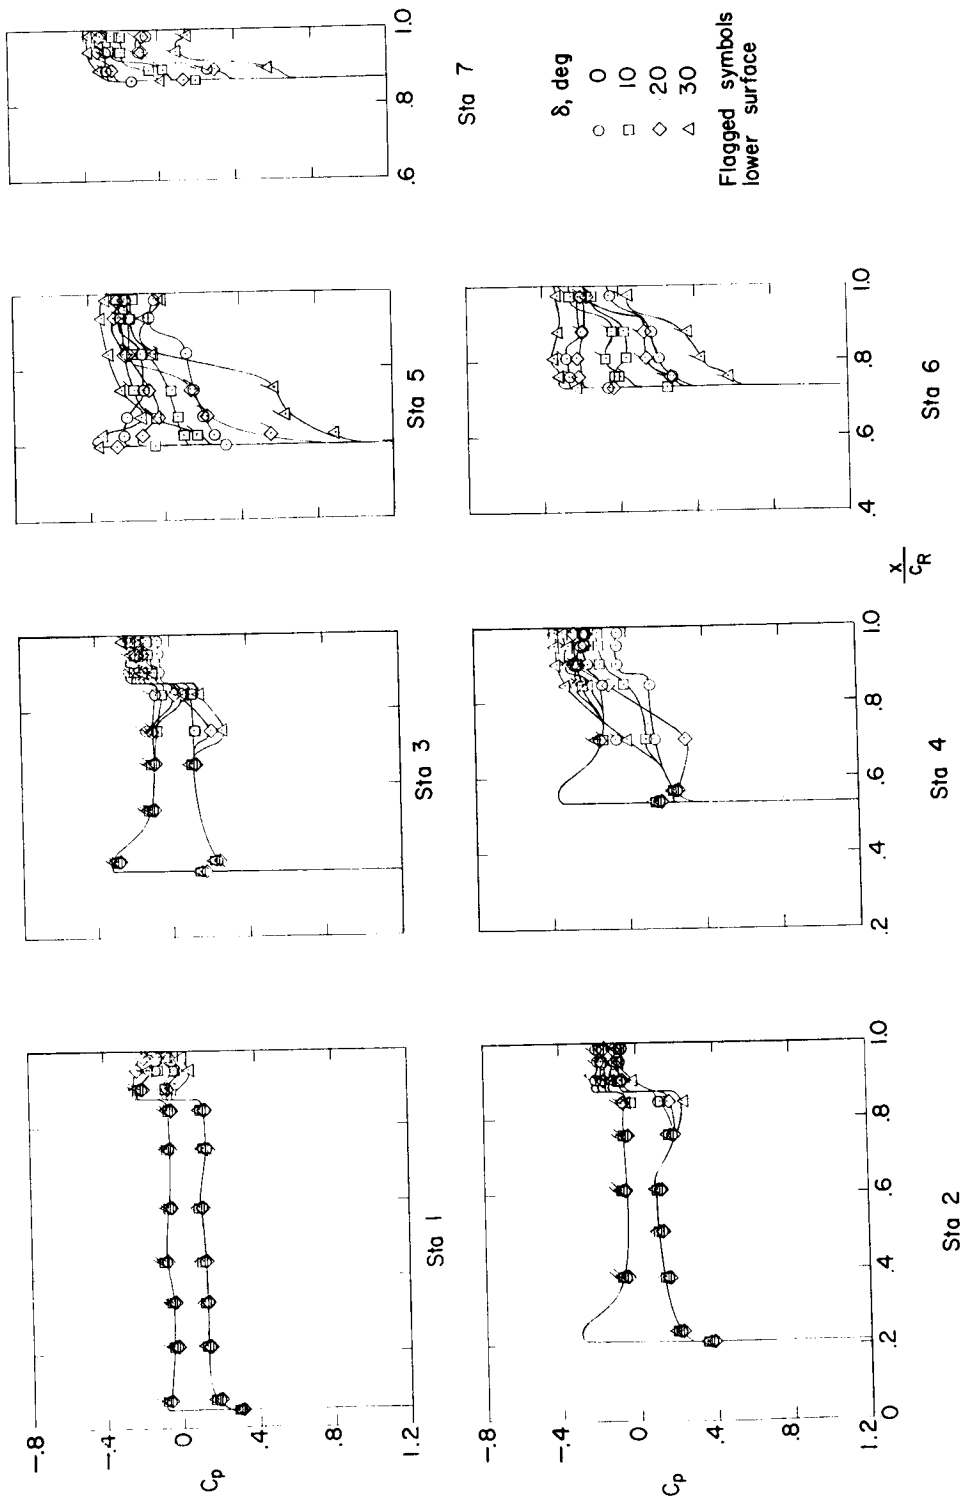 -.8
-.4
0
.4
.8
1.2
Cp
Sta 1
Sta 3
Sta 5
.6
.8
1.0
Sta 7
δ, deg
0
10
20
30
Flagged symbols
lower surface
-.8
-.4
0
.4
.8
1.2
Cp
0
.2
.4
.6
.8
1.0
Sta 2
.2
.4
.6
.8
1.0
Sta 4
x
cR
.4
.6
.8
1.0
Sta 6